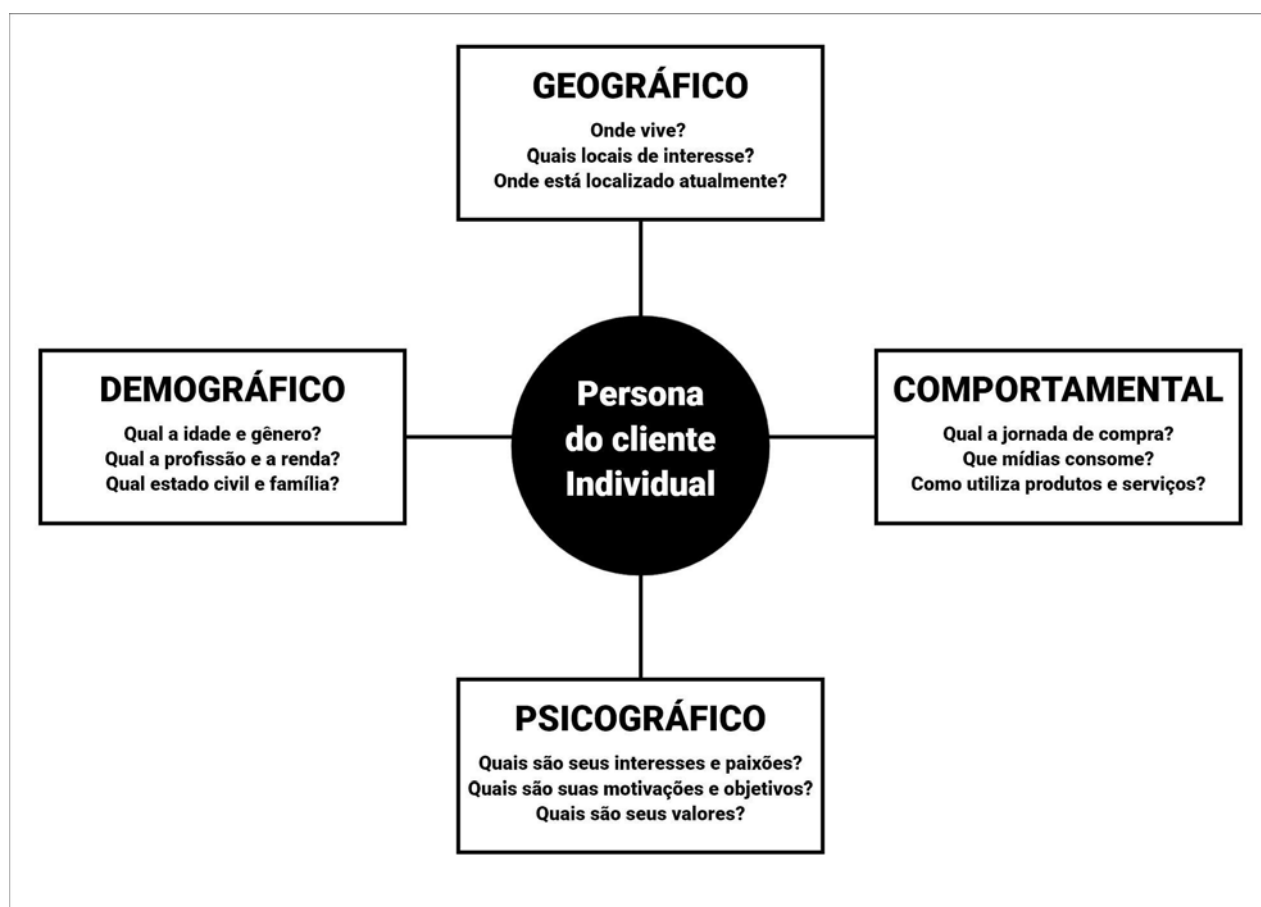 GEOGRÁFICO
Onde vive?
Quais locais de interesse?
Onde está localizado atualmente?
DEMOGRÁFICO
Qual a idade e gênero?
Qual a profissão e a renda?
Qual estado civil e família?
Persona
do cliente
Individual
COMPORTAMENTAL
Qual a jornada de compra?
Que mídias consome?
Como utiliza produtos e serviços?
PSICOGRÁFICO
Quais são seus interesses e paixões?
Quais são suas motivações e objetivos?
Quais são seus valores?